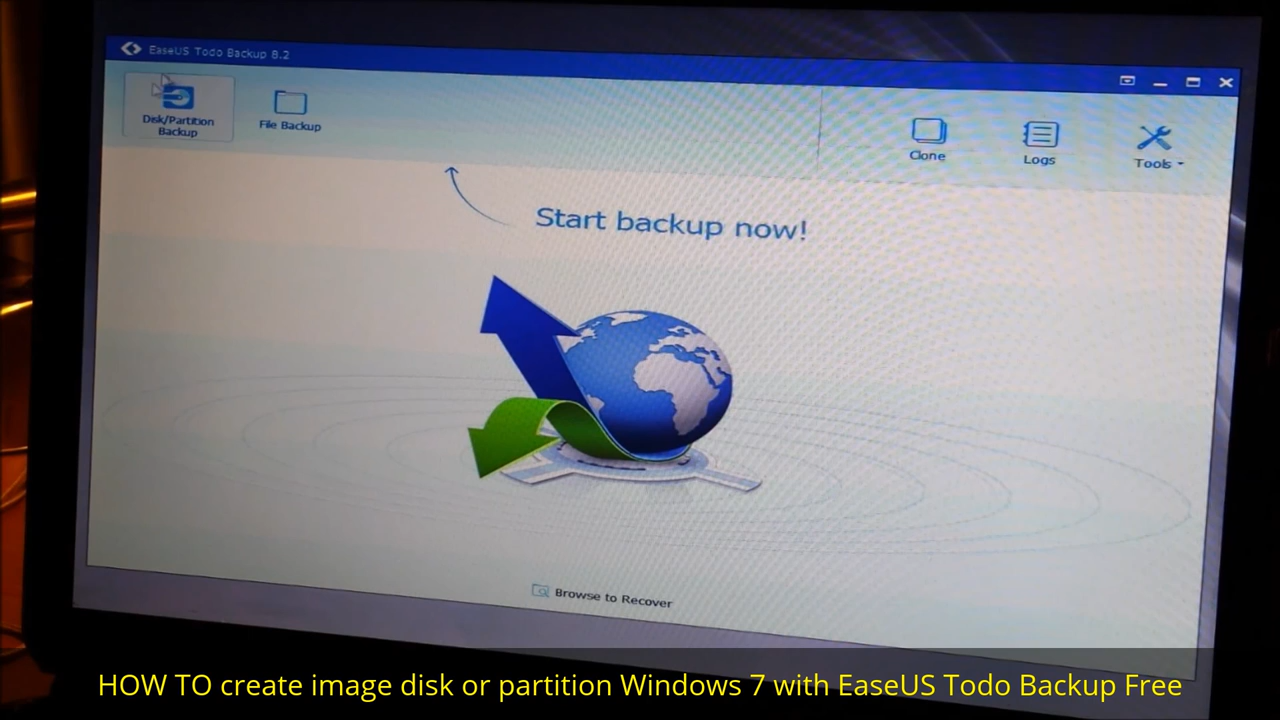 EaseUS Todo Backup 8.2
Disk/Partition
Backup
File Backup
Clone
Logs
Tools
Start backup now!
Browse to Recover
HOW TO create image disk or partition Windows 7 with EaseUS Todo Backup Free